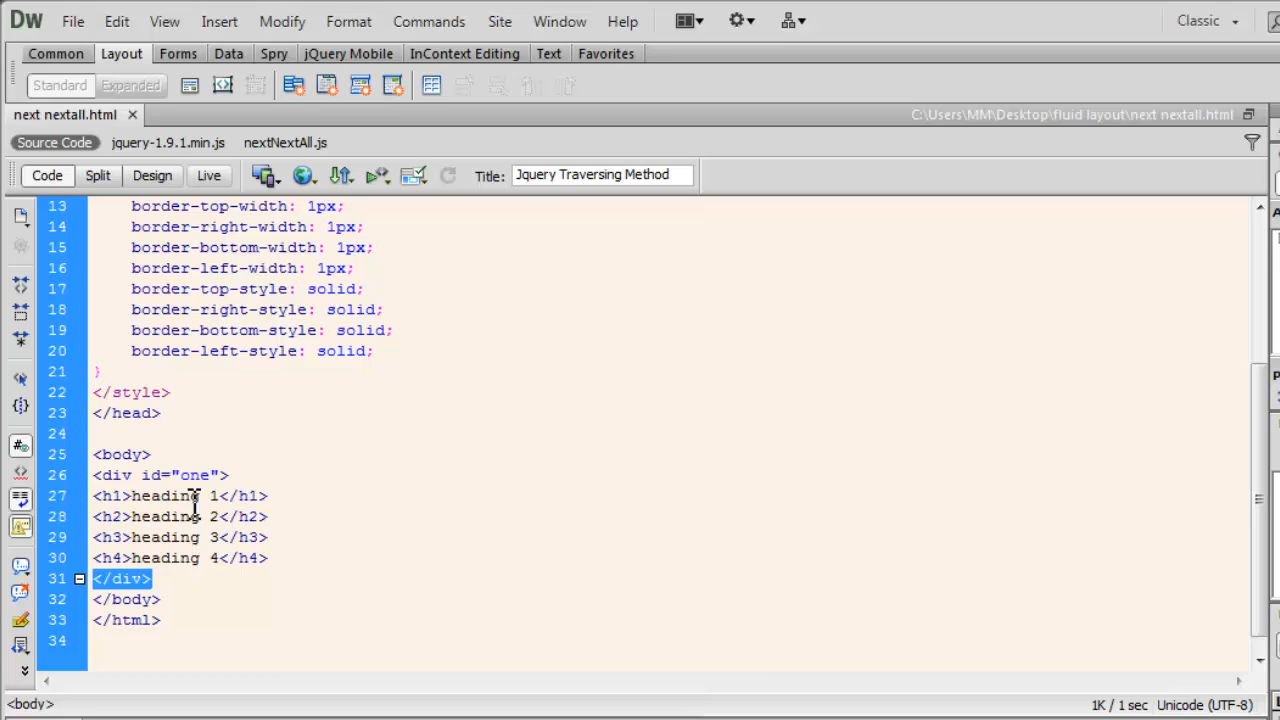 Dw File Edit View Insert Modify Format Commands Site Window Help Classic
Common Layout Forms Data Spry jQuery Mobile InContext Editing Text Favorites
Standard Expanded
next nextall.html C:\Users\MM\Desktop\fluid layout\next nextall.html
Source Code jquery-1.9.1.min.js nextNextAll.js
Code Split Design Live Title: Jquery Traversing Method
13 border-top-width: 1px;
14 border-right-width: 1px;
15 border-bottom-width: 1px;
16 border-left-width: 1px;
17 border-top-style: solid;
18 border-right-style: solid;
19 border-bottom-style: solid;
20 border-left-style: solid;
21 }
22 </style>
23 </head>
24
25 <body>
26 <div id="one">
27 <h1>heading 1</h1>
28 <h2>heading 2</h2>
29 <h3>heading 3</h3>
30 <h4>heading 4</h4>
31 </div>
32 </body>
33 </html>
34
<body> 1K / 1 sec Unicode (UTF-8)